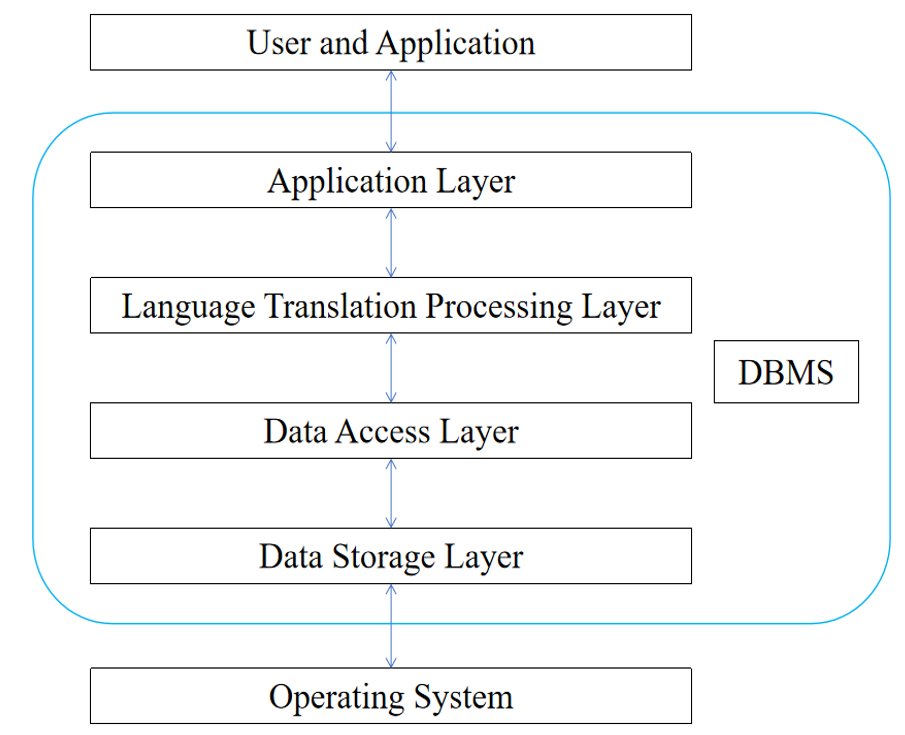 User and Application
Application Layer
Language Translation Processing Layer
DBMS
Data Access Layer
Data Storage Layer
Operating System